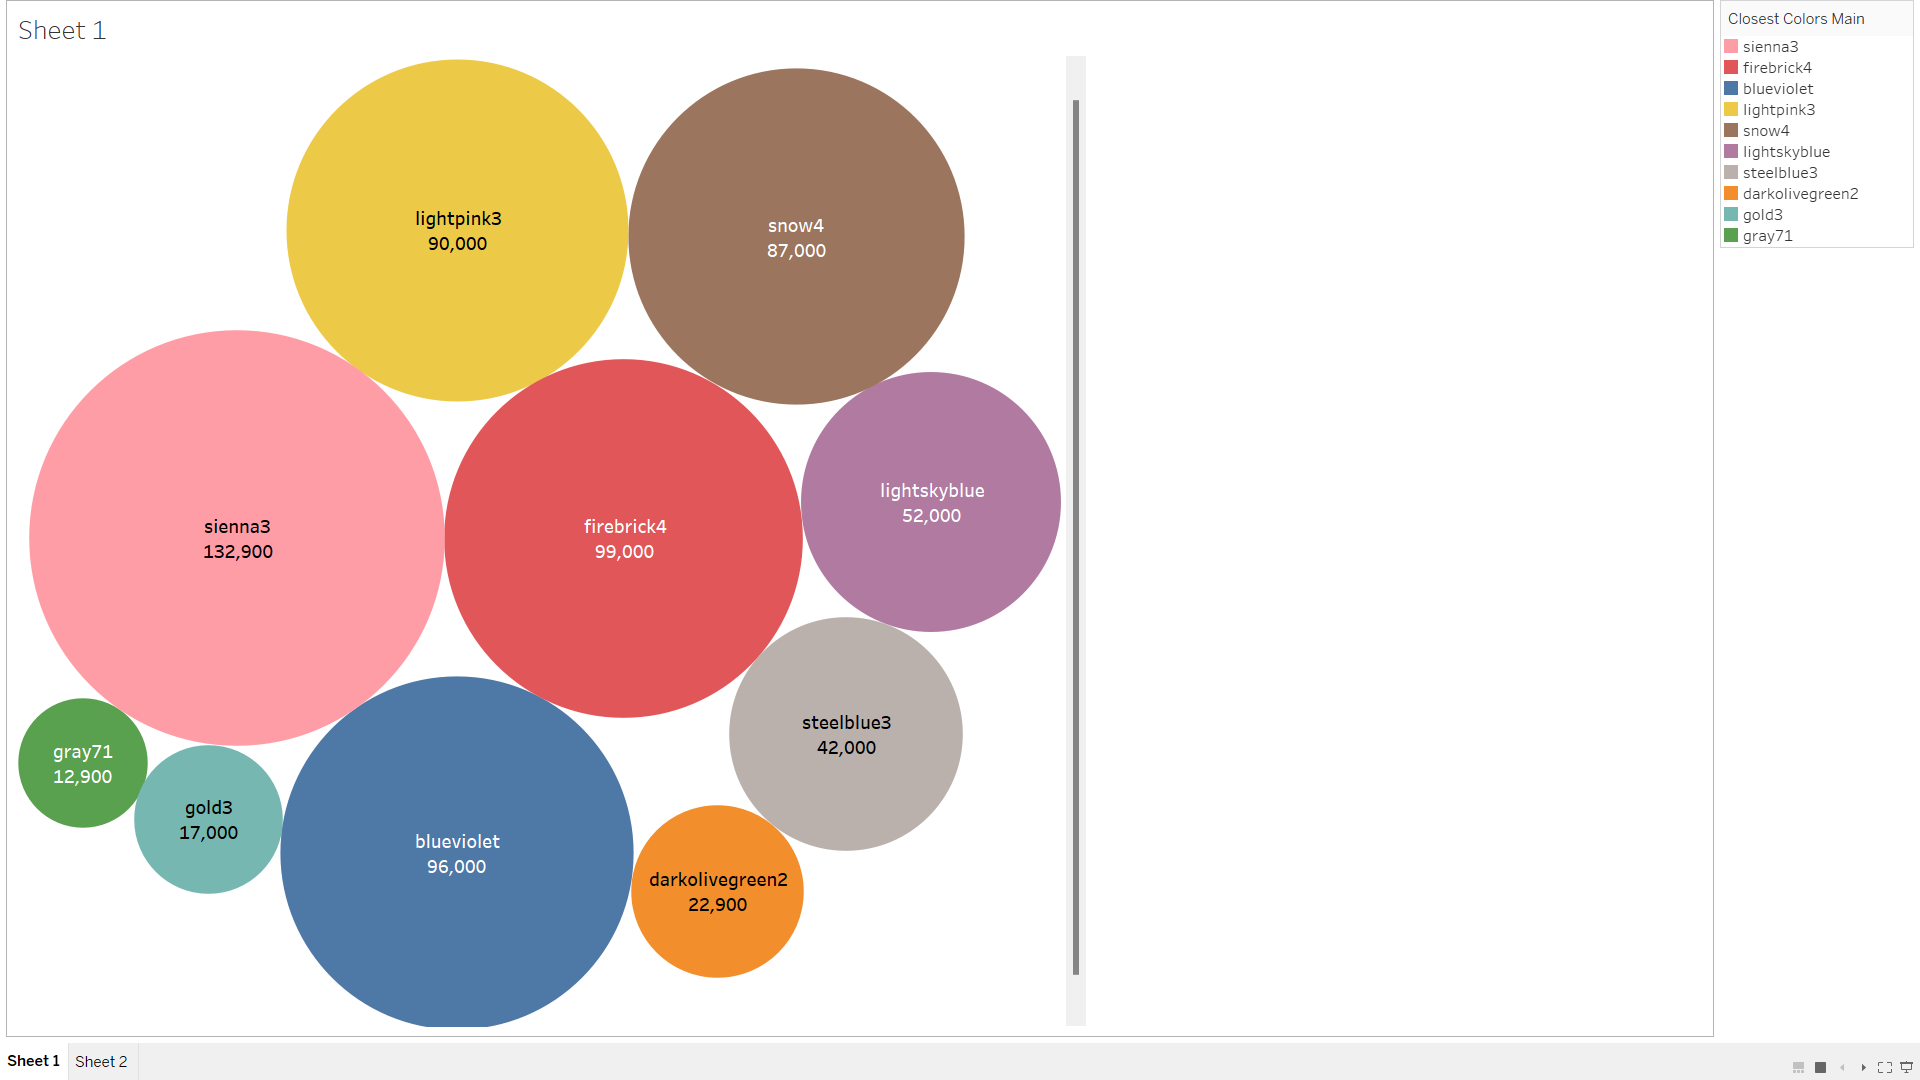 Sheet 1
lightpink3
90,000
snow4
87,000
sienna3
132,900
firebrick4
99,000
lightskyblue
52,000
steelblue3
42,000
gray71
12,900
gold3
17,000
blueviolet
96,000
darkolivegreen2
22,900
Closest Colors Main
sienna3
firebrick4
blueviolet
lightpink3
snow4
lightskyblue
steelblue3
darkolivegreen2
gold3
gray71
Sheet 1
Sheet 2